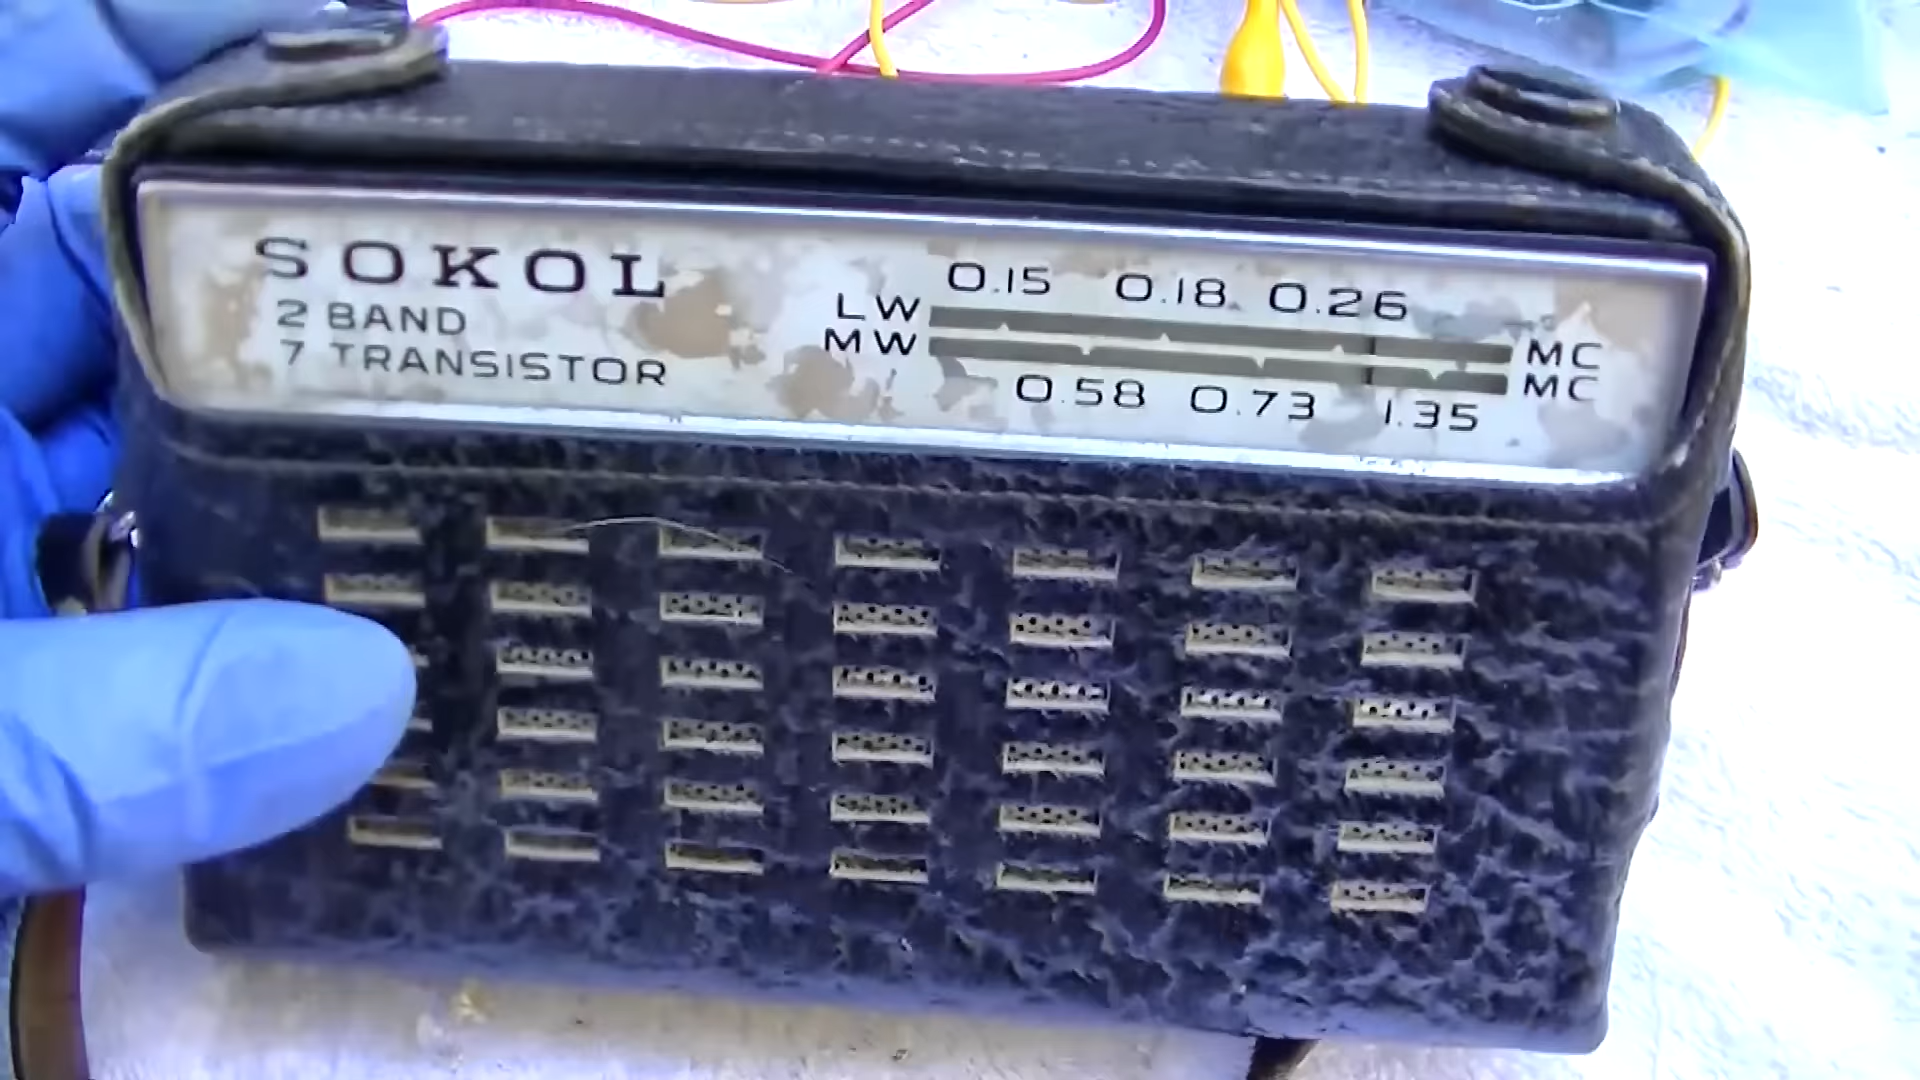 SOKOL
2 BAND
7 TRANSISTOR
0.15 0.18 0.26
LW MC
MW MC
0.58 0.73 1.35